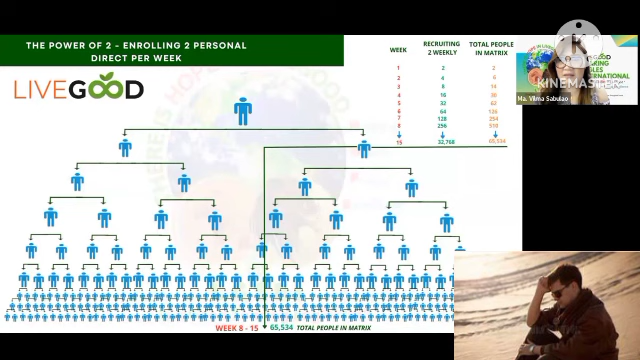 THE POWER OF 2 - ENROLLING 2 PERSONAL
DIRECT PER WEEK
LIVEGOOD
WEEK RECRUITING 2 WEEKLY TOTAL PEOPLE IN MATRIX
1 2 2
2 4 6
3 8 14
4 16 30
5 32 62
6 64 126
7 128 254
8 256 510
15 32,768 65,534
KINEMAS
Ma. Vilma Sabulao
WEEK 8 - 15 65,534 TOTAL PEOPLE IN MATRIX